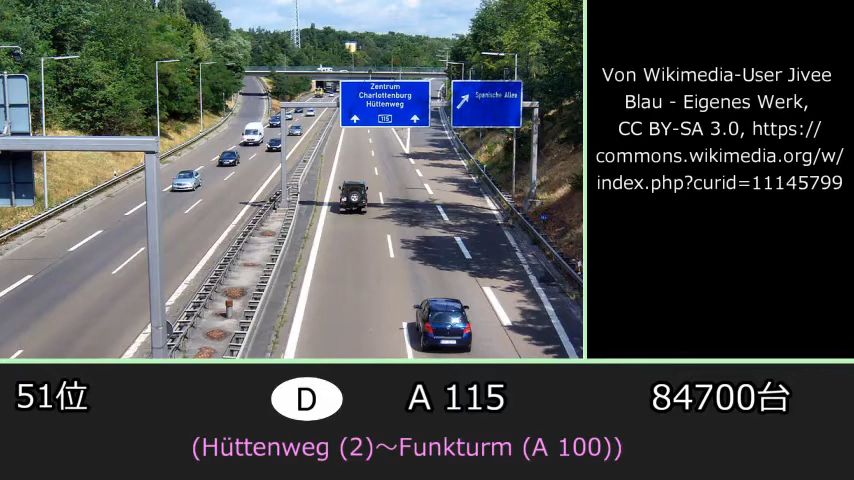 Zentrum
Charlottenburg
Hüttenweg
115
Spanische Allee
Von Wikimedia-User Jivee
Blau - Eigenes Werk,
CC BY-SA 3.0, https://
commons.wikimedia.org/w/
index.php?curid=11145799
51位 D A 115 84700台
(Hüttenweg (2)～Funkturm (A 100))